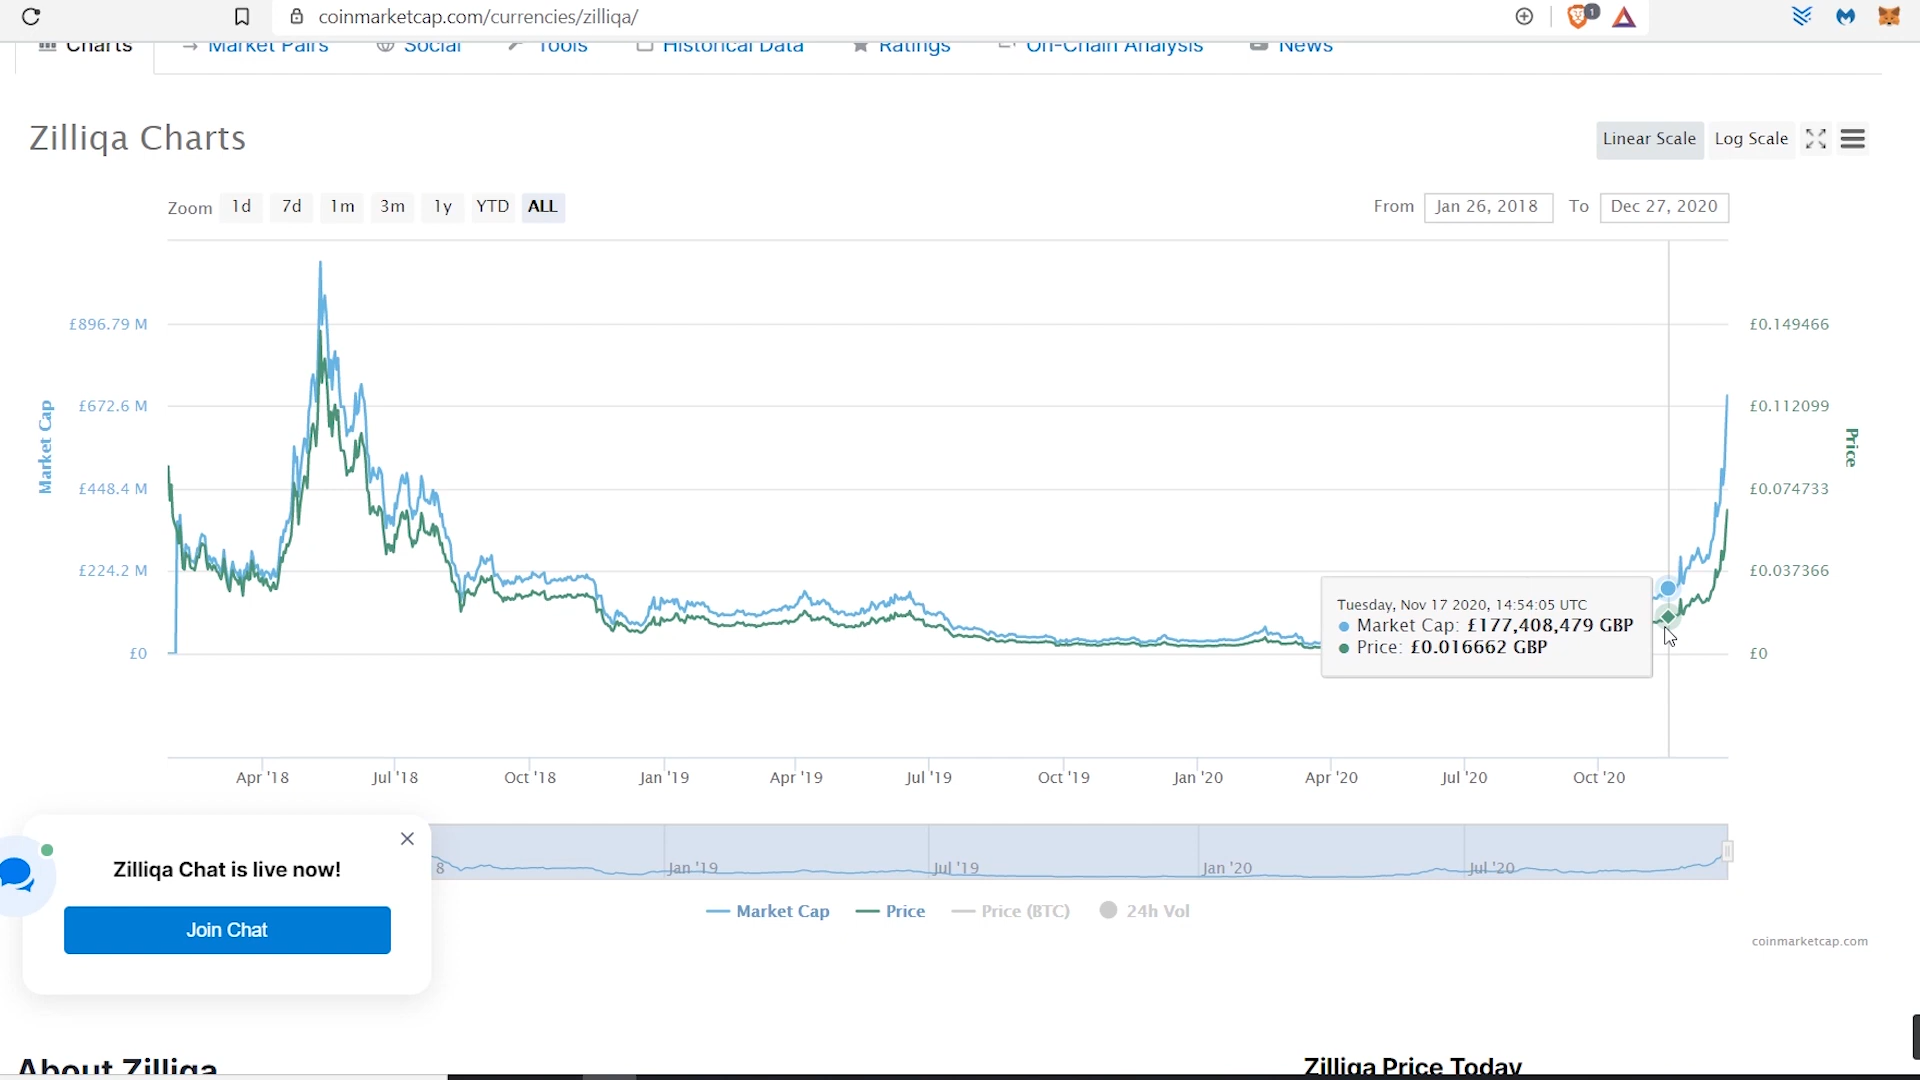 coinmarketcap.com/currencies/zilliqa/
1
Charts Market Pairs Social Tools Historical Data Ratings On-Chain Analysis News
Zilliqa Charts
Linear Scale Log Scale
Zoom 1d 7d 1m 3m 1y YTD ALL
From Jan 26, 2018 To Dec 27, 2020
£896.79 M
£672.6 M
£448.4 M
£224.2 M
£0
Market Cap
£0.149466
£0.112099
£0.074733
£0.037366
£0
Price
Tuesday, Nov 17 2020, 14:54:05 UTC
Market Cap: £177,408,479 GBP
Price: £0.016662 GBP
Apr '18 Jul '18 Oct '18 Jan '19 Apr '19 Jul '19 Oct '19 Jan '20 Apr '20 Jul '20 Oct '20
8 Jan '19 Jul '19 Jan '20 Jul '20
Zilliqa Chat is live now!
Join Chat
Market Cap Price Price (BTC) 24h Vol
coinmarketcap.com
About Zilliqa
Zilliqa Price Today